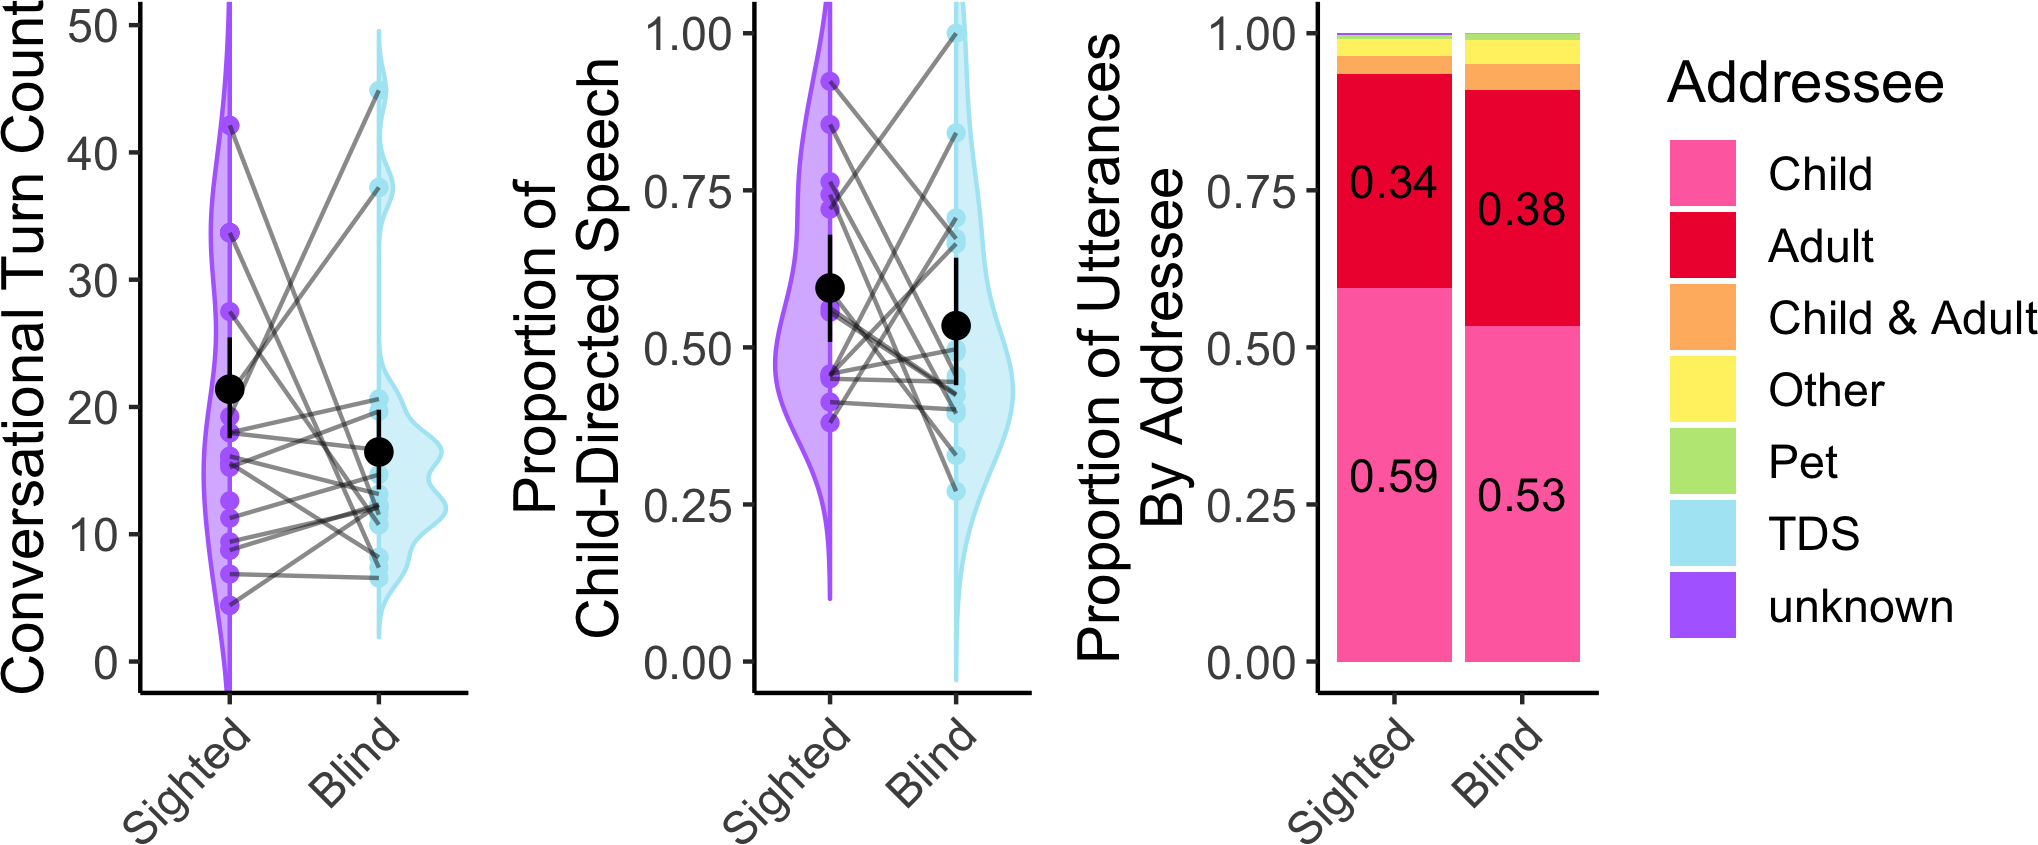 Conversational Turn Count
50
40
30
20
10
0
Sighted
Blind
Proportion of
Child-Directed Speech
1.00
0.75
0.50
0.25
0.00
Sighted
Blind
Proportion of Utterances
By Addressee
1.00
0.75
0.50
0.25
0.00
0.34
0.38
0.59
0.53
Sighted
Blind
Addressee
Child
Adult
Child & Adult
Other
Pet
TDS
unknown